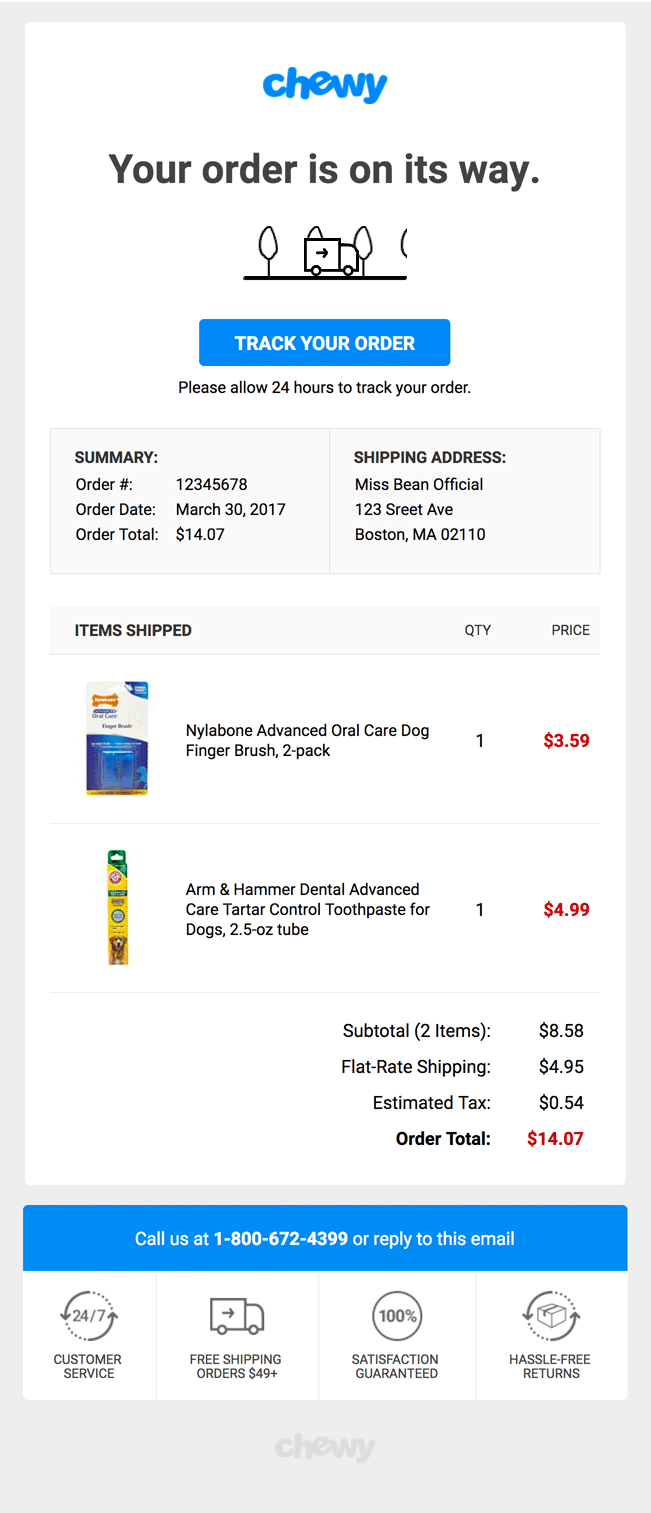 chewy
Your order is on its way.
TRACK YOUR ORDER
Please allow 24 hours to track your order.
SUMMARY:
Order #: 12345678
Order Date: March 30, 2017
Order Total: $14.07
SHIPPING ADDRESS:
Miss Bean Official
123 Sreet Ave
Boston, MA 02110
ITEMS SHIPPED QTY PRICE
Nylabone
ADVANCED
Oral Care
Finger Brush
Nylabone Advanced Oral Care Dog
Finger Brush, 2-pack
1
$3.59
Arm & Hammer Dental Advanced
Care Tartar Control Toothpaste for
Dogs, 2.5-oz tube
1
$4.99
Subtotal (2 Items): $8.58
Flat-Rate Shipping: $4.95
Estimated Tax: $0.54
Order Total: $14.07
Call us at 1-800-672-4399 or reply to this email
24/7
CUSTOMER
SERVICE
FREE SHIPPING
ORDERS $49+
100%
SATISFACTION
GUARANTEED
HASSLE-FREE
RETURNS
chewy